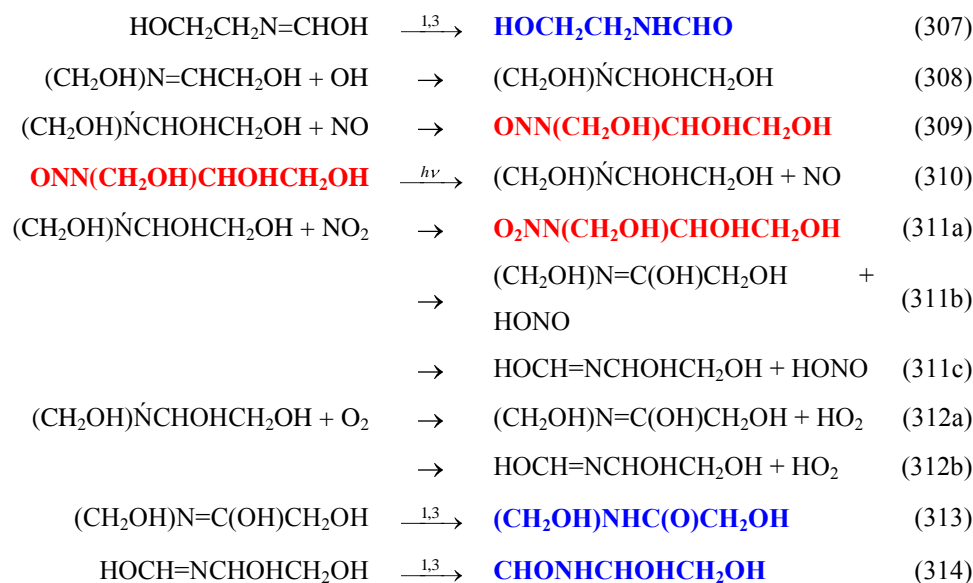 HOCH₂CH₂N=CHOH →(1,3) HOCH₂CH₂NHCHO (307)
(CH₂OH)N=CHCH₂OH + OH → (CH₂OH)ŃCHOHCH₂OH (308)
(CH₂OH)ŃCHOHCH₂OH + NO → ONN(CH₂OH)CHOHCH₂OH (309)
ONN(CH₂OH)CHOHCH₂OH →(hν) (CH₂OH)ŃCHOHCH₂OH + NO (310)
(CH₂OH)ŃCHOHCH₂OH + NO₂ → O₂NN(CH₂OH)CHOHCH₂OH (311a)
→ (CH₂OH)N=C(OH)CH₂OH + HONO (311b)
→ HOCH=NCHOHCH₂OH + HONO (311c)
(CH₂OH)ŃCHOHCH₂OH + O₂ → (CH₂OH)N=C(OH)CH₂OH + HO₂ (312a)
→ HOCH=NCHOHCH₂OH + HO₂ (312b)
(CH₂OH)N=C(OH)CH₂OH →(1,3) (CH₂OH)NHC(O)CH₂OH (313)
HOCH=NCHOHCH₂OH →(1,3) CHONHCHOHCH₂OH (314)